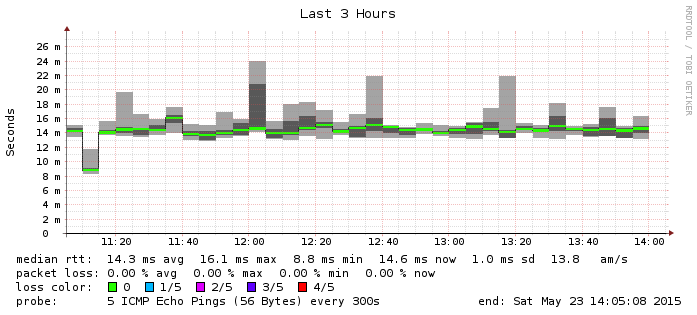 Last 3 Hours
RRDTOOL / TOBI OETIKER
Seconds
26 m
24 m
22 m
20 m
18 m
16 m
14 m
12 m
10 m
8 m
6 m
4 m
2 m
0
11:20 11:40 12:00 12:20 12:40 13:00 13:20 13:40 14:00
median rtt: 14.3 ms avg 16.1 ms max 8.8 ms min 14.6 ms now 1.0 ms sd 13.8 am/s
packet loss: 0.00 % avg 0.00 % max 0.00 % min 0.00 % now
loss color: 0 1/5 2/5 3/5 4/5
probe: 5 ICMP Echo Pings (56 Bytes) every 300s end: Sat May 23 14:05:08 2015